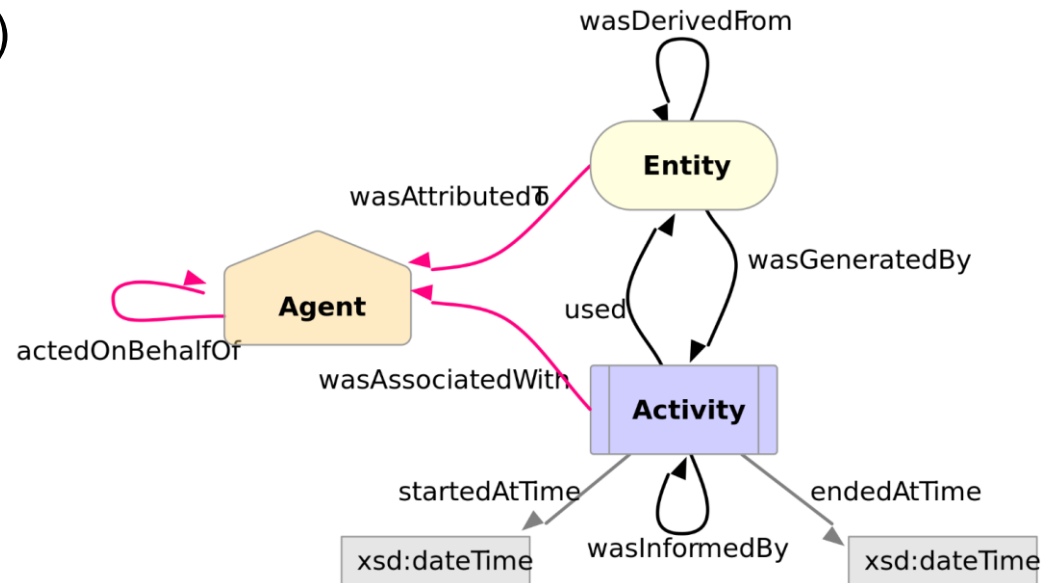 )
wasDerivedFrom
Entity
wasAttributedTo
wasGeneratedBy
Agent
used
actedOnBehalfOf
wasAssociatedWith
Activity
startedAtTime
endedAtTime
wasInformedBy
xsd:dateTime
xsd:dateTime